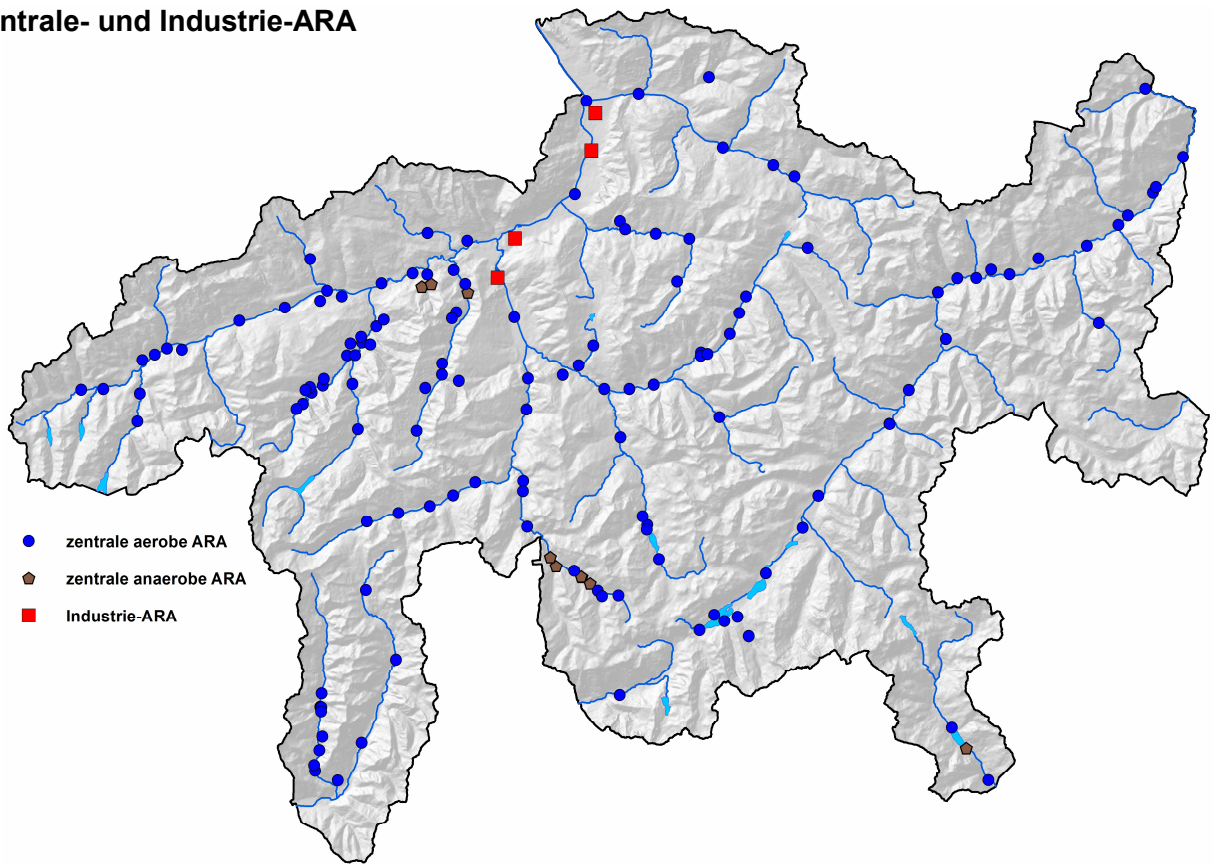 ntrale- und Industrie-ARA
zentrale aerobe ARA
zentrale anaerobe ARA
Industrie-ARA